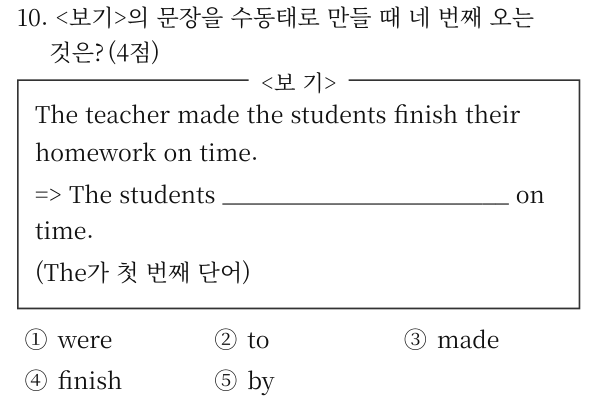 10. <보기>의 문장을 수동태로 만들 때 네 번째 오는
것은? (4점)
<보 기>
The teacher made the students finish their
homework on time.
=> The students ______________________ on
time.
(The가 첫 번째 단어)
① were ② to ③ made
④ finish ⑤ by